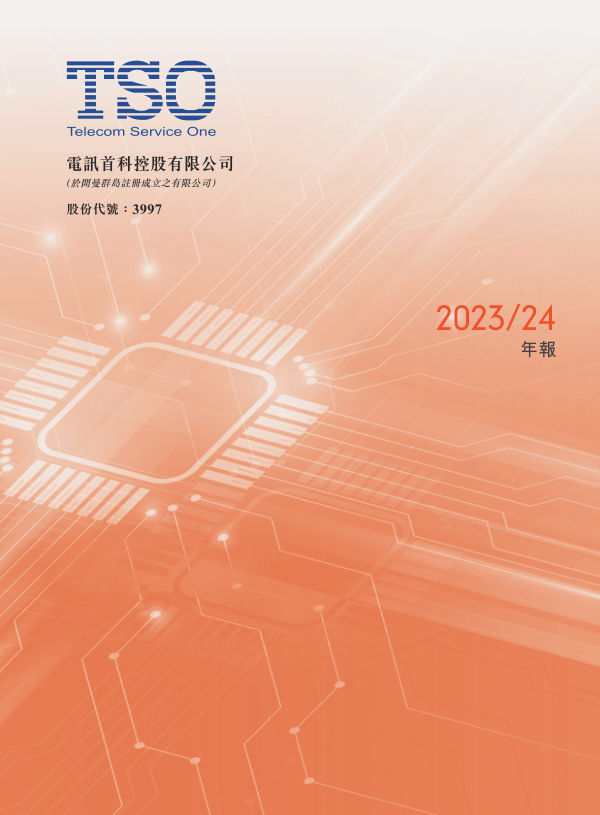 TSO
Telecom Service One
電訊首科控股有限公司
(於開曼群島註冊成立之有限公司)
股份代號：3997
2023/24
年報